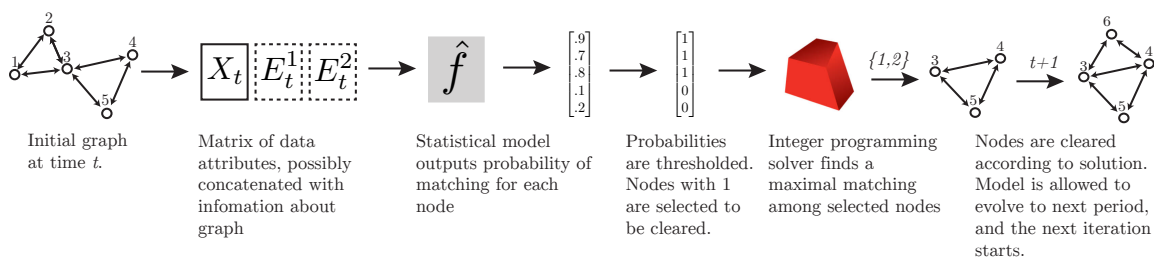 2
1
3
4
5
X_t
E_t^1
E_t^2
\hat{f}
.9
.7
.8
.1
.2
1
1
1
0
0
{1,2}
3
4
5
t+1
6
3
4
5
Initial graph
at time t.
Matrix of data
attributes, possibly
concatenated with
infomation about
graph
Statistical model
outputs probability of
matching for each
node
Probabilities
are thresholded.
Nodes with 1
are selected to
be cleared.
Integer programming
solver finds a
maximal matching
among selected nodes
Nodes are cleared
according to solution.
Model is allowed to
evolve to next period,
and the next iteration
starts.